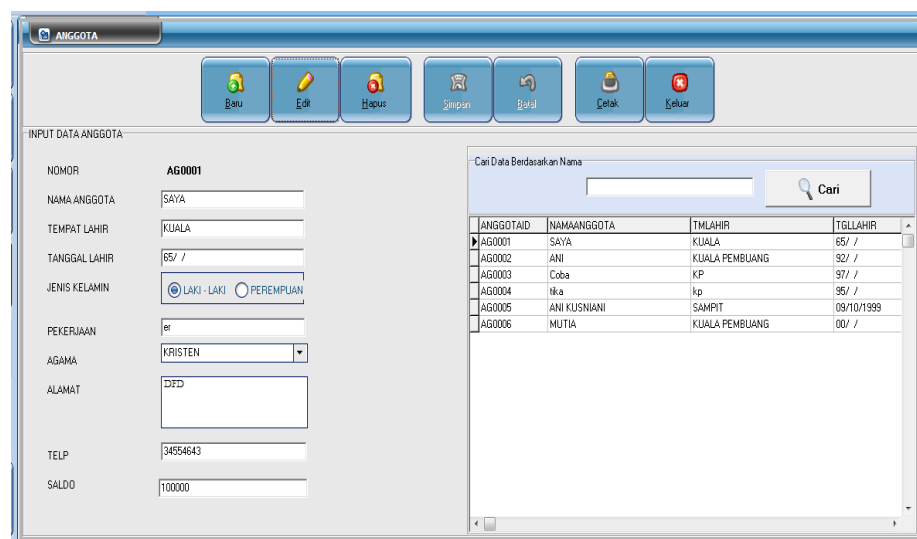 ANGGOTA
Baru Edit Hapus Simpan Batal Cetak Keluar
INPUT DATA ANGGOTA
NOMOR AG0001
NAMA ANGGOTA SAYA
TEMPAT LAHIR KUALA
TANGGAL LAHIR 65/ /
JENIS KELAMIN LAKI - LAKI PEREMPUAN
PEKERJAAN er
AGAMA KRISTEN
ALAMAT DFD
TELP 34554643
SALDO 100000
Cari Data Berdasarkan Nama
Cari
ANGGOTAID NAMAANGGOTA TMLAHIR TGLLAHIR
AG0001 SAYA KUALA 65/ /
AG0002 ANI KUALA PEMBUANG 92/ /
AG0003 Coba KP 97/ /
AG0004 tika kp 95/ /
AG0005 ANI KUSNIANI SAMPIT 09/10/1999
AG0006 MUTIA KUALA PEMBUANG 00/ /